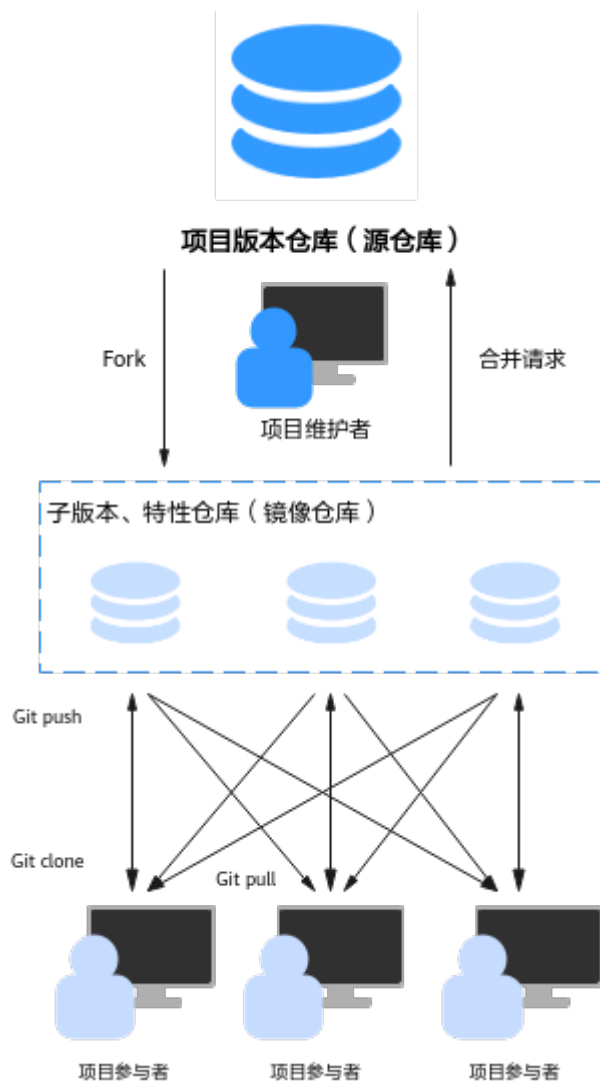 项目版本仓库（源仓库）
Fork
合并请求
项目维护者
子版本、特性仓库（镜像仓库）
Git push
Git clone
Git pull
项目参与者
项目参与者
项目参与者